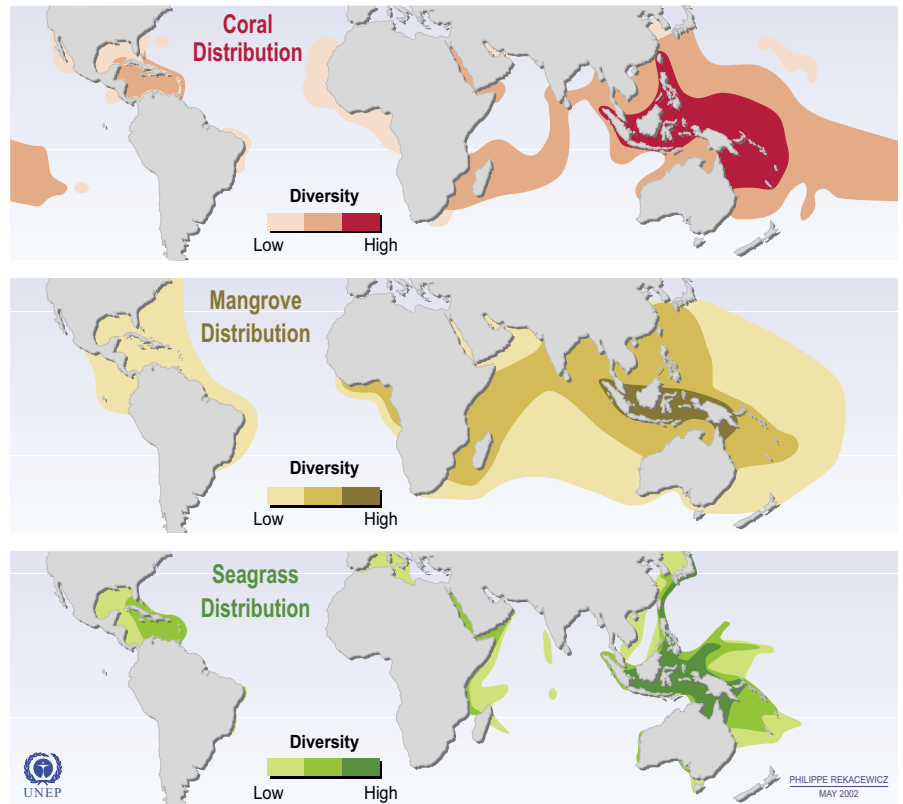 Coral
Distribution
Diversity
Low High
Mangrove
Distribution
Diversity
Low High
Seagrass
Distribution
Diversity
Low High
UNEP
PHILIPPE REKACEWICZ
MAY 2002